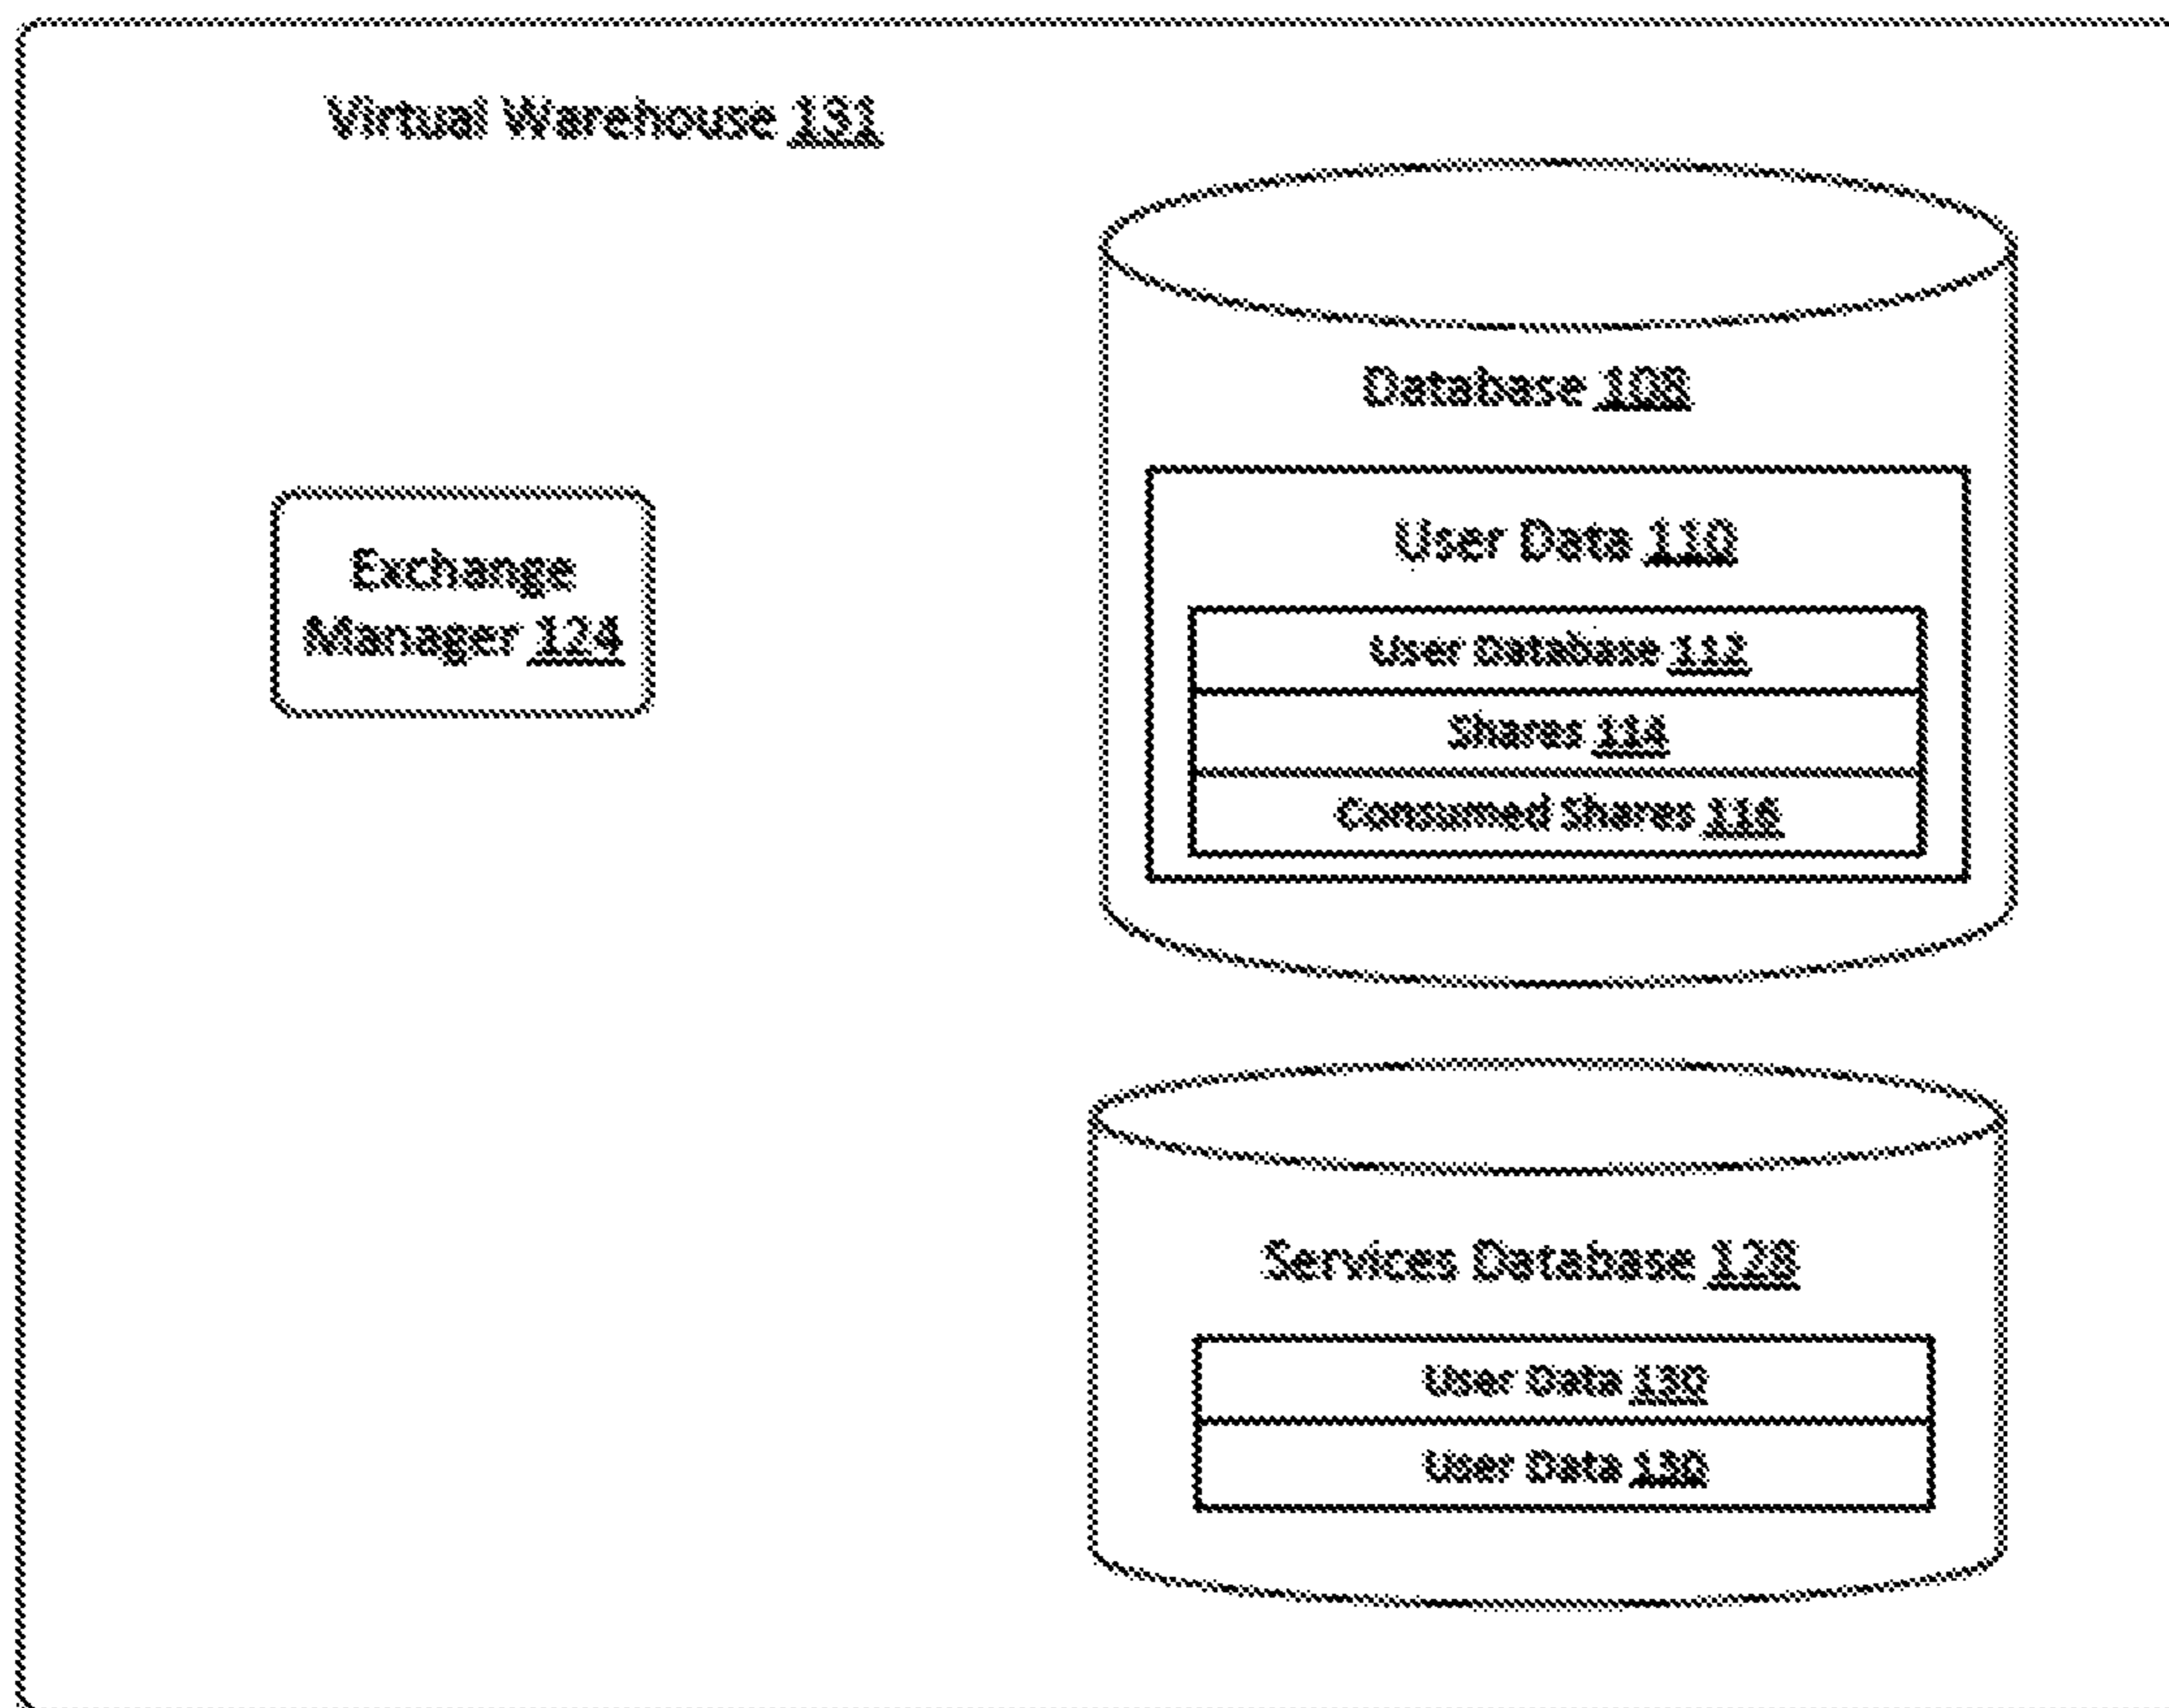 Virtual Warehouse 131
Database 108
User Data 110
Exchange
Manager 124
User Database 112
Shares 114
Consumed Shares 116
Services Database 128
User Data 130
User Data 130